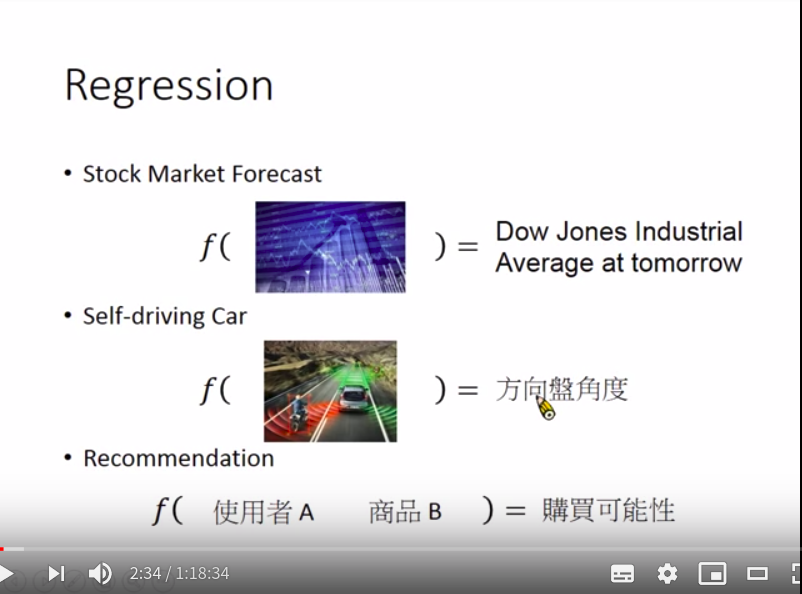 Regression
• Stock Market Forecast
f( ) = Dow Jones Industrial
Average at tomorrow
• Self-driving Car
f( ) = 方向盤角度
• Recommendation
f( 使用者 A 商品 B ) = 購買可能性
2:34 / 1:18:34